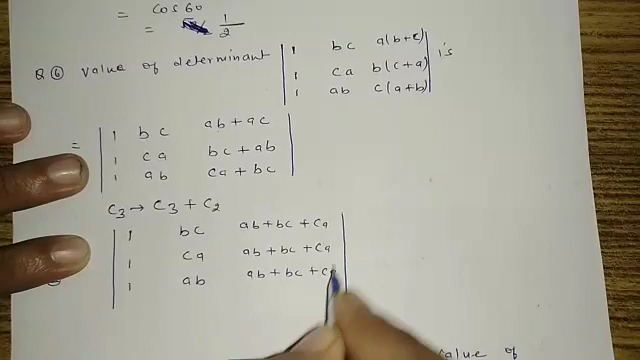 = cos 60
= 1/2
Q ⑥ value of determinant | 1 bc a(b+c) | is
| 1 ca b(c+a) |
| 1 ab c(a+b) |
= | 1 bc ab+ac |
| 1 ca bc+ab |
| 1 ab ca+bc |
C₃ → C₃ + C₂
| 1 bc ab+bc+ca |
| 1 ca ab+bc+ca |
| 1 ab ab+bc+c
value of